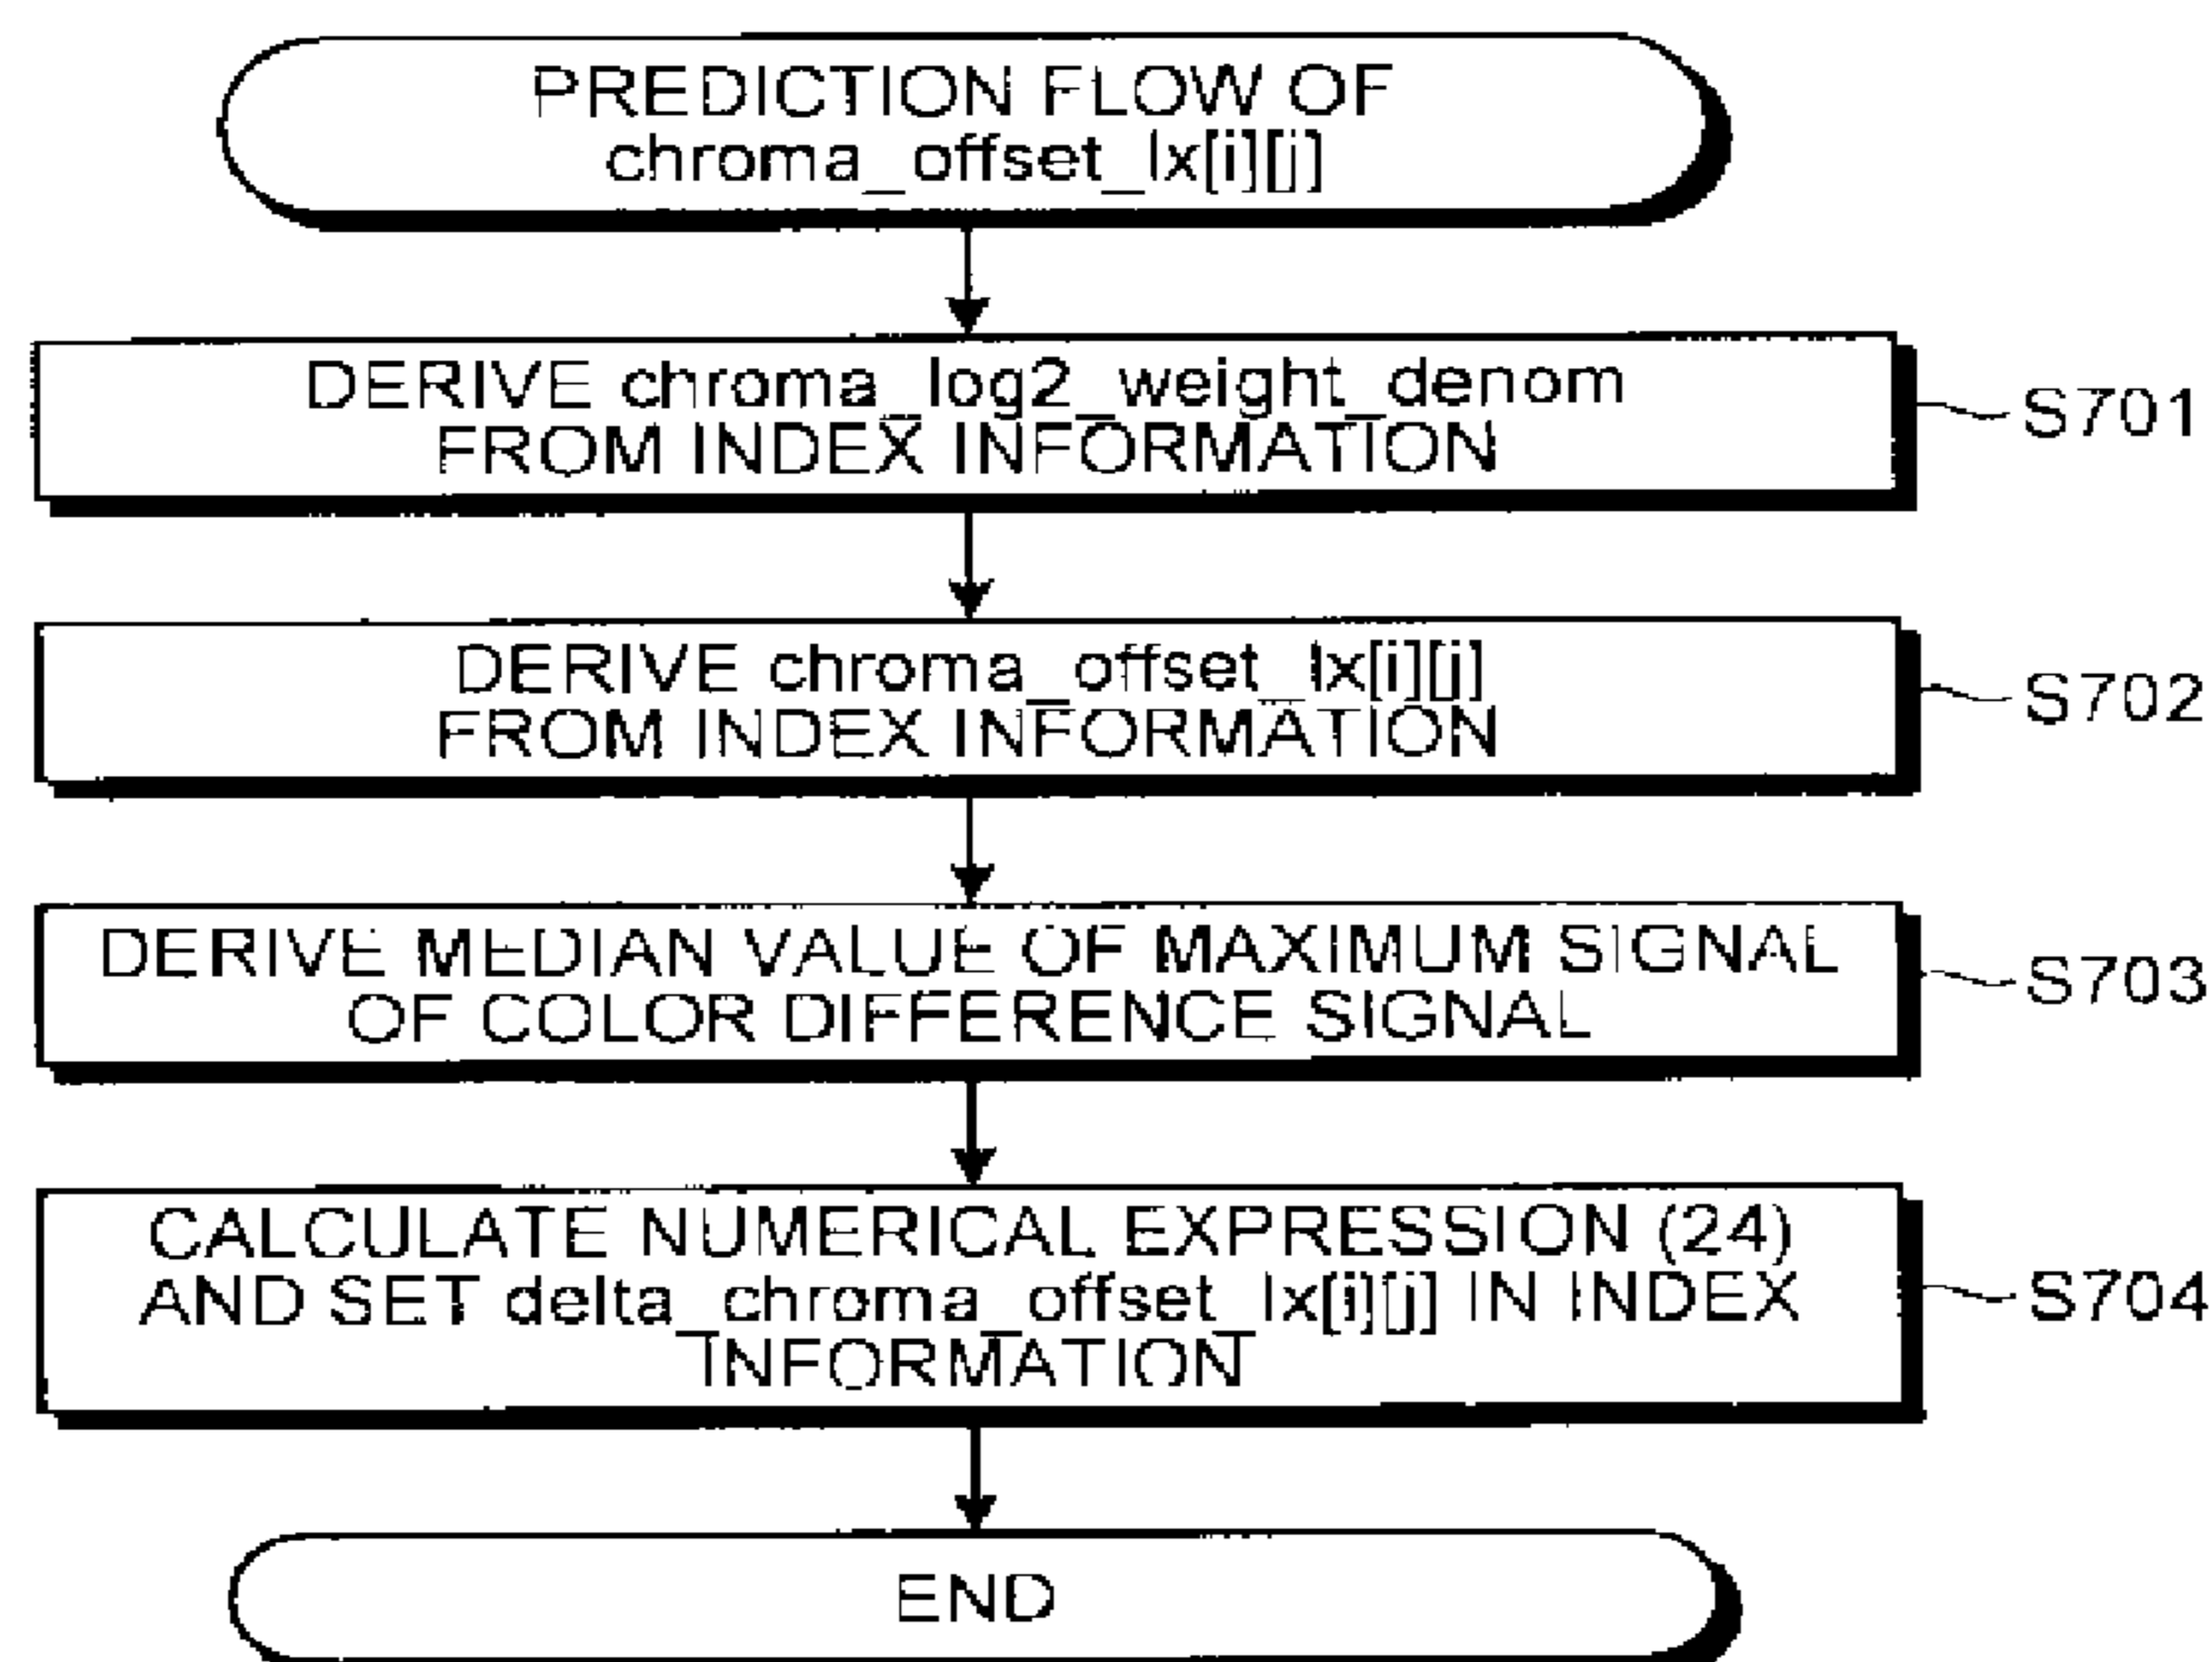 PREDICTION FLOW OF
chroma_offset_lx[i][j]
DERIVE chroma_log2_weight_denom
FROM INDEX INFORMATION
S701
DERIVE chroma_offset_lx[i][j]
FROM INDEX INFORMATION
S702
DERIVE MEDIAN VALUE OF MAXIMUM SIGNAL
OF COLOR DIFFERENCE SIGNAL
S703
CALCULATE NUMERICAL EXPRESSION (24)
AND SET delta_chroma_offset_lx[i][j] IN INDEX
INFORMATION
S704
END